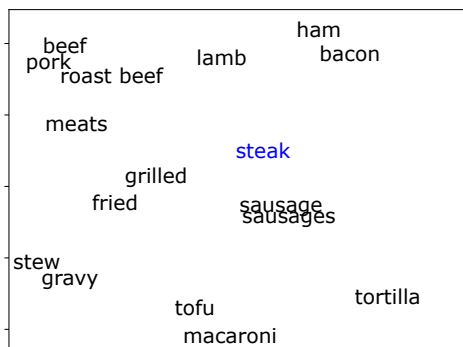 ham
beef
bacon
lamb
pork
roast beef
meats
steak
grilled
fried
sausage
sausages
stew
gravy
tortilla
tofu
macaroni